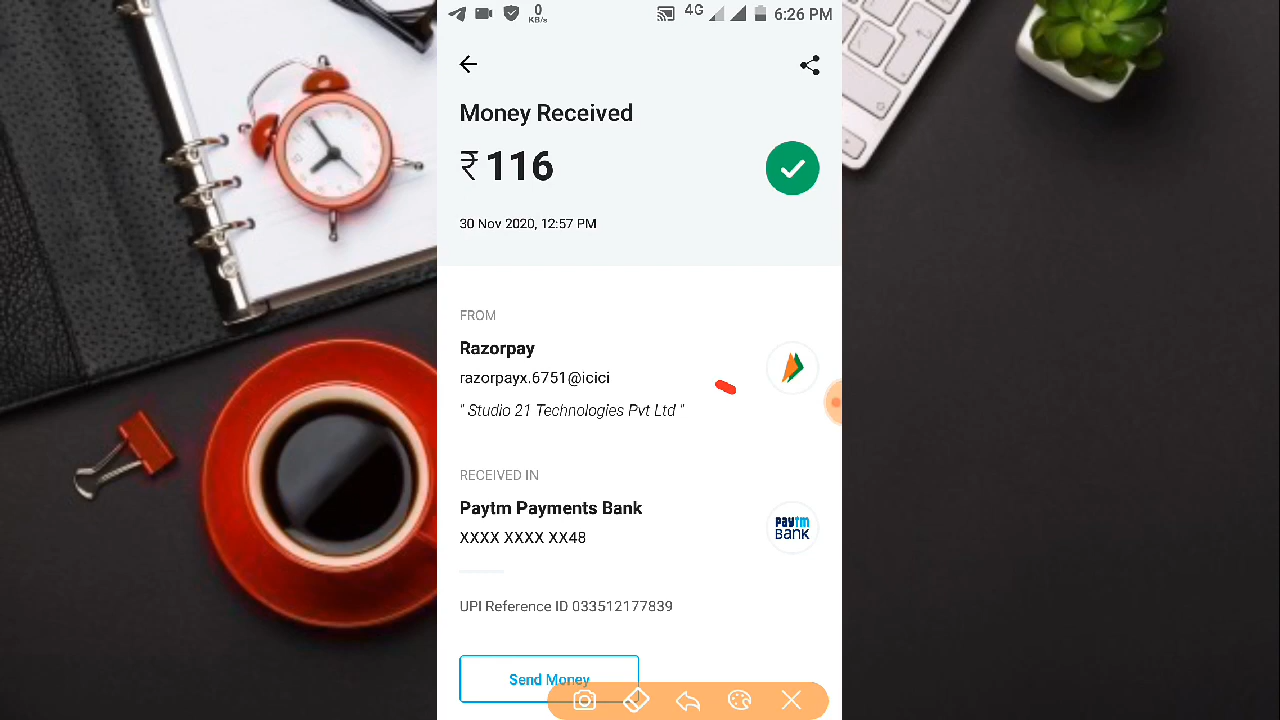 0
KB/s
4G
6:26 PM
Money Received
₹116
30 Nov 2020, 12:57 PM
FROM
Razorpay
razorpayx.6751@icici
" Studio 21 Technologies Pvt Ltd "
RECEIVED IN
Paytm Payments Bank
XXXX XXXX XX48
paytm
BANK
UPI Reference ID 033512177839
Send Money